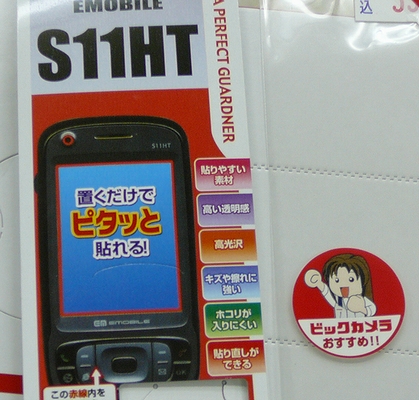 EMOBILE
S11HT
A PERFECT GUARDNER
込
S11HT
置くだけで
ピタッと
貼れる!
EMOBILE
貼りやすい
素材
高い透明感
高光沢
キズや擦れに
強い
ホコリが
入りにくい
貼り直しが
できる
この赤線内を
ビックカメラ
おすすめ!!